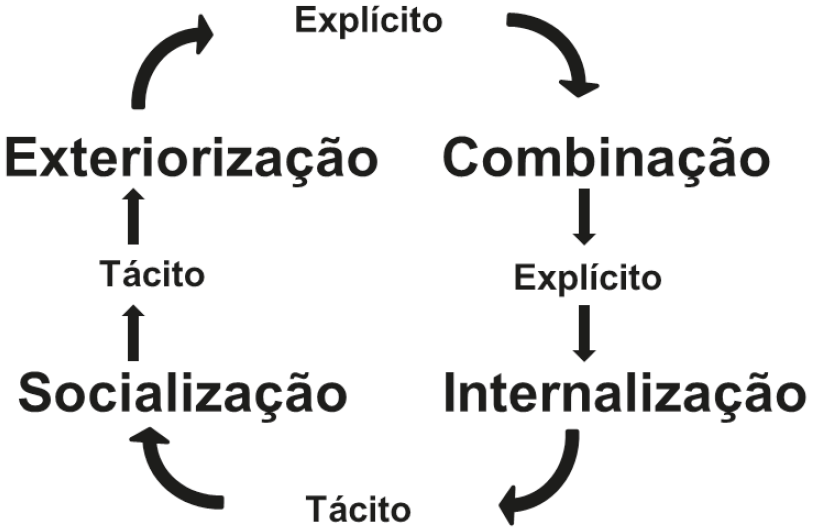 Explícito
Exteriorização
Combinação
Tácito
Explícito
Socialização
Internalização
Tácito